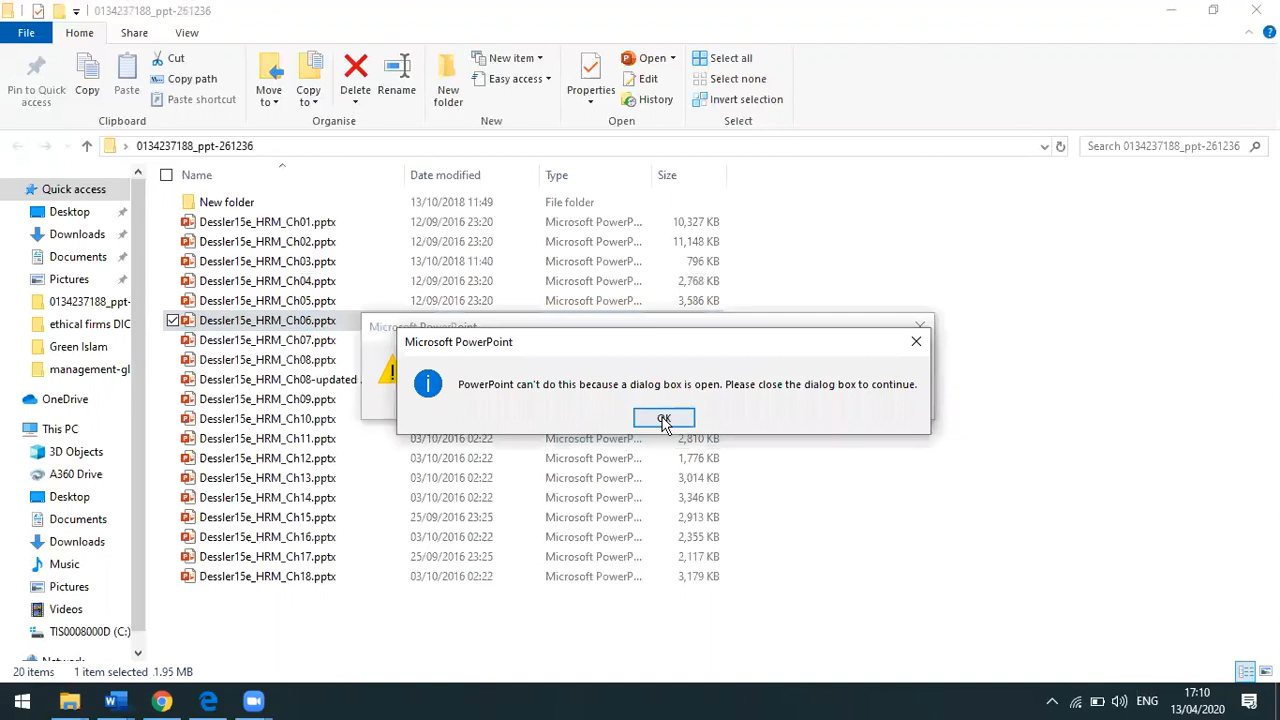 0134237188_ppt-261236
File Home Share View
Pin to Quick access
Copy
Paste
Cut
Copy path
Paste shortcut
Clipboard
Move to
Copy to
Delete
Rename
Organise
New folder
New item
Easy access
New
Properties
Open
Edit
History
Open
Select all
Select none
Invert selection
Select
0134237188_ppt-261236
Search 0134237188_ppt-261236
Quick access
Desktop
Downloads
Documents
Pictures
0134237188_ppt-
ethical firms DIC
Green Islam
management-gl
OneDrive
This PC
3D Objects
A360 Drive
Desktop
Documents
Downloads
Music
Pictures
Videos
TIS0008000D (C:)
Name Date modified Type Size
New folder 13/10/2018 11:49 File folder
Dessler15e_HRM_Ch01.pptx 12/09/2016 23:20 Microsoft PowerP... 10,327 KB
Dessler15e_HRM_Ch02.pptx 12/09/2016 23:20 Microsoft PowerP... 11,148 KB
Dessler15e_HRM_Ch03.pptx 13/10/2018 11:40 Microsoft PowerP... 796 KB
Dessler15e_HRM_Ch04.pptx 12/09/2016 23:20 Microsoft PowerP... 2,768 KB
Dessler15e_HRM_Ch05.pptx 12/09/2016 23:20 Microsoft PowerP... 3,586 KB
Dessler15e_HRM_Ch06.pptx
Dessler15e_HRM_Ch07.pptx
Dessler15e_HRM_Ch08.pptx
Dessler15e_HRM_Ch08-updated
Dessler15e_HRM_Ch09.pptx
Dessler15e_HRM_Ch10.pptx
Dessler15e_HRM_Ch11.pptx 03/10/2016 02:22 Microsoft PowerP... 2,810 KB
Dessler15e_HRM_Ch12.pptx 03/10/2016 02:22 Microsoft PowerP... 1,776 KB
Dessler15e_HRM_Ch13.pptx 03/10/2016 02:22 Microsoft PowerP... 3,014 KB
Dessler15e_HRM_Ch14.pptx 03/10/2016 02:22 Microsoft PowerP... 3,346 KB
Dessler15e_HRM_Ch15.pptx 25/09/2016 23:25 Microsoft PowerP... 2,913 KB
Dessler15e_HRM_Ch16.pptx 03/10/2016 02:22 Microsoft PowerP... 2,355 KB
Dessler15e_HRM_Ch17.pptx 25/09/2016 23:25 Microsoft PowerP... 2,117 KB
Dessler15e_HRM_Ch18.pptx 03/10/2016 02:22 Microsoft PowerP... 3,179 KB
Microsoft PowerPoint
Microsoft PowerPoint
PowerPoint can't do this because a dialog box is open. Please close the dialog box to continue.
OK
20 items 1 item selected 1.95 MB
ENG
17:10
13/04/2020